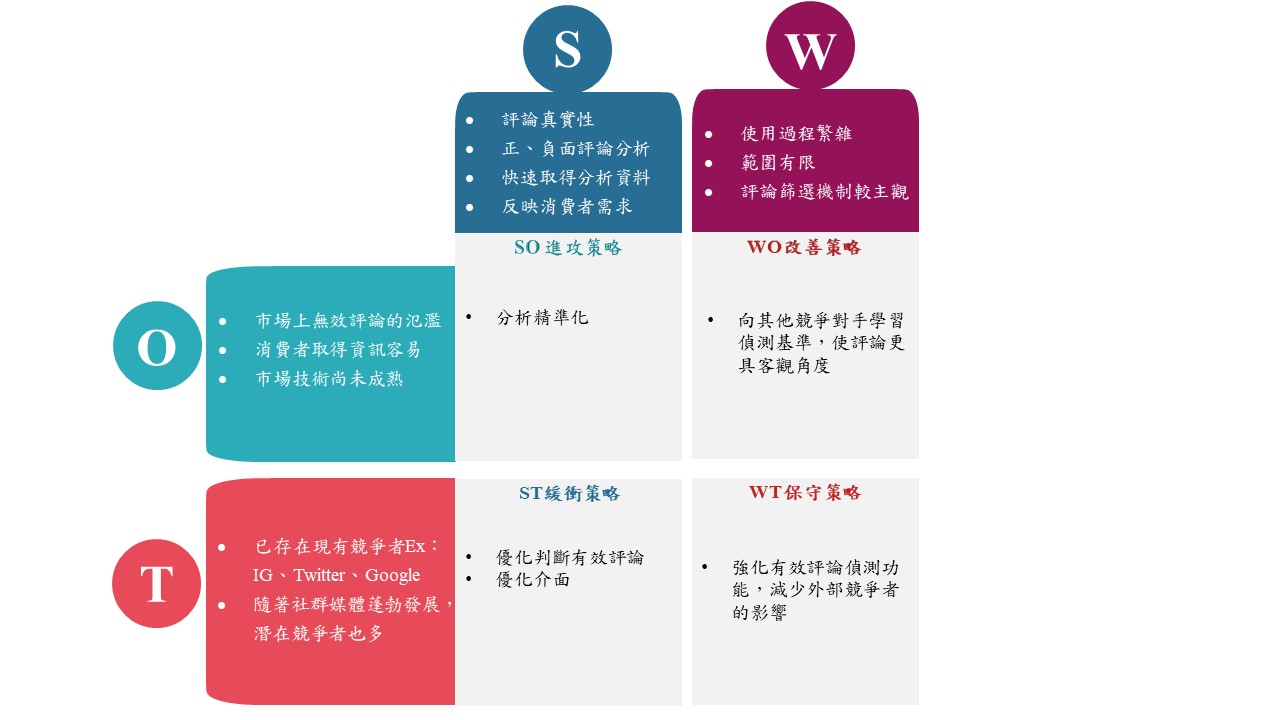 S
W
• 評論真實性
• 正、負面評論分析
• 快速取得分析資料
• 反映消費者需求
• 使用過程繁雜
• 範圍有限
• 評論篩選機制較主觀
O
• 市場上無效評論的氾濫
• 消費者取得資訊容易
• 市場技術尚未成熟
SO 進攻策略
• 分析精準化
WO改善策略
• 向其他競爭對手學習
偵測基準，使評論更
具客觀角度
T
• 已存在現有競爭者Ex：
IG、Twitter、Google
• 隨著社群媒體蓬勃發展，
潛在競爭者也多
ST緩衝策略
• 優化判斷有效評論
• 優化介面
WT保守策略
• 強化有效評論偵測功
能，減少外部競爭者
的影響